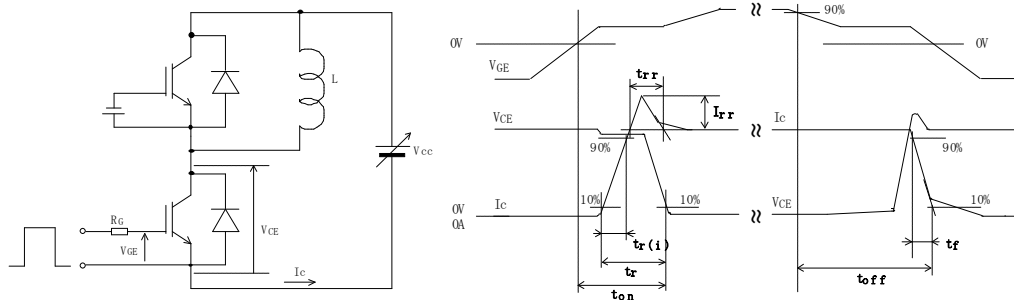 L
Vcc
RG
VGE
VCE
Ic
0V
VGE
90%
0V
trr
Irr
VCE
Ic
90%
90%
Ic
10%
10%
VCE
10%
0V
0A
tr(i)
tr
ton
tf
toff